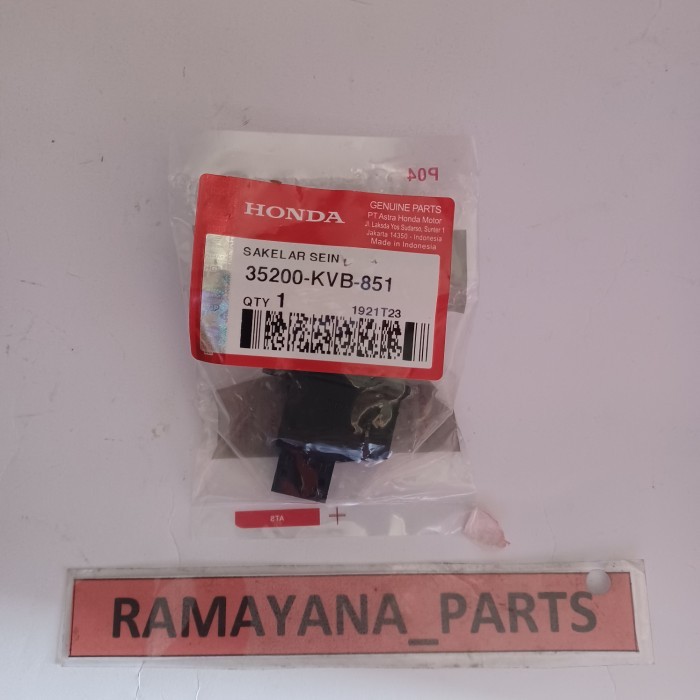 P04
HONDA
GENUINE PARTS
PT Astra Honda Motor
Jl. Laksda Yos Sudarso, Sunter 1
Jakarta 14350 - Indonesia
Made in Indonesia
SAKELAR SEIN
35200-KVB-851
QTY 1
1921T23
RAMAYANA_PARTS